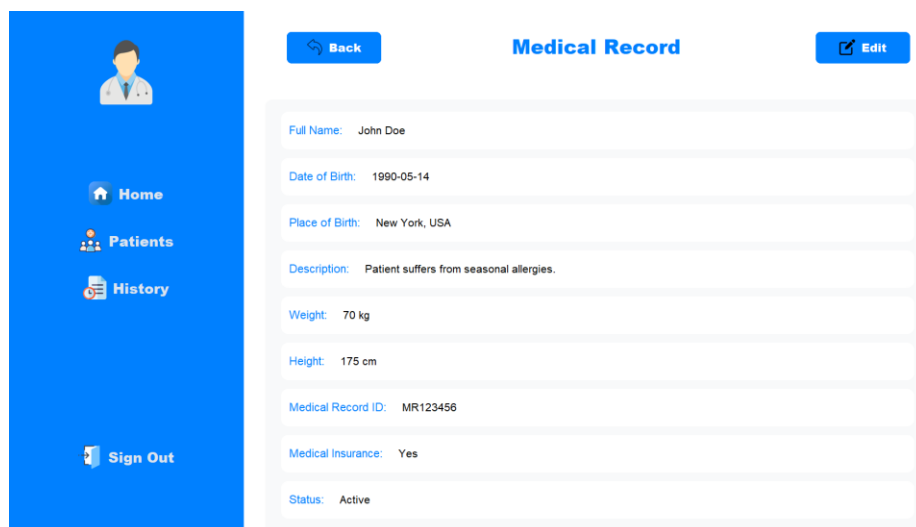 Back
Medical Record
Edit
Home
Patients
History
Sign Out
Full Name: John Doe
Date of Birth: 1990-05-14
Place of Birth: New York, USA
Description: Patient suffers from seasonal allergies.
Weight: 70 kg
Height: 175 cm
Medical Record ID: MR123456
Medical Insurance: Yes
Status: Active